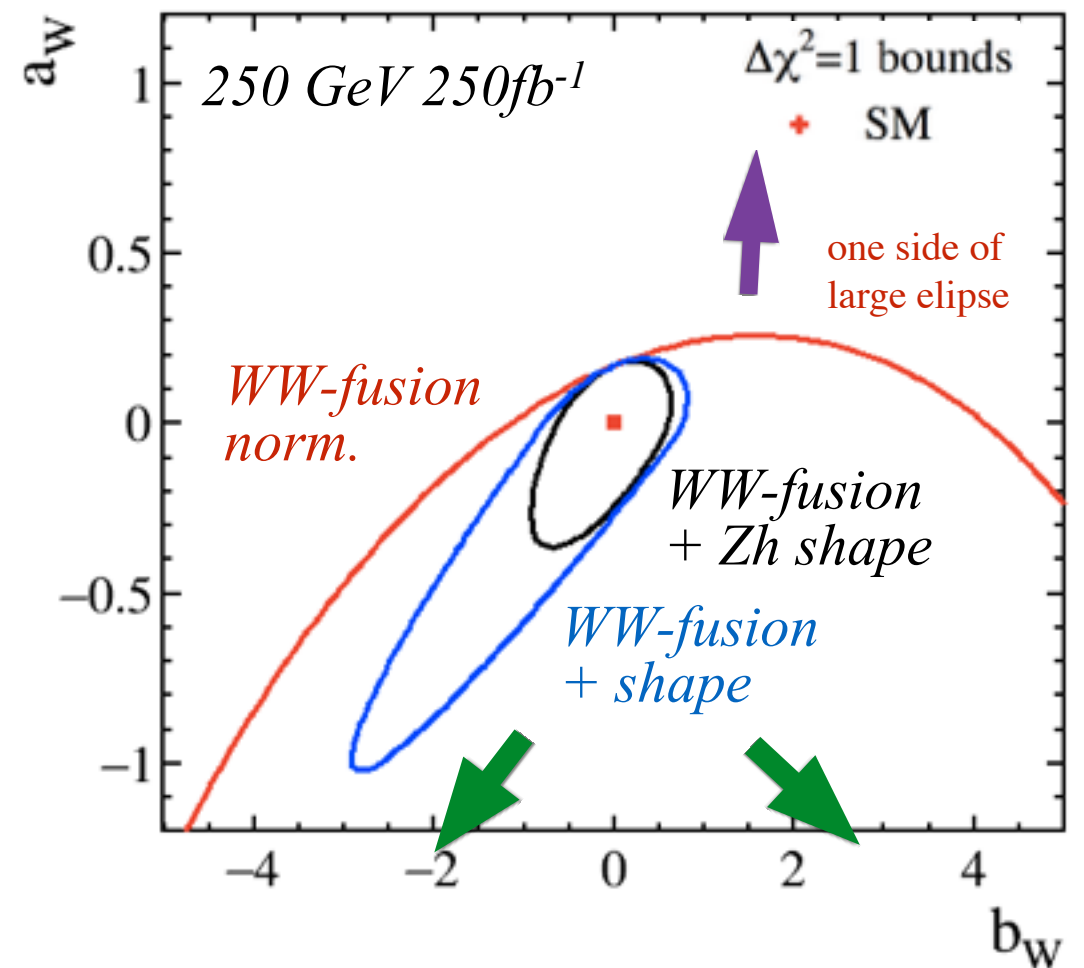 a_W
1
0.5
0
−0.5
−1
250 GeV 250fb⁻¹
Δχ²=1 bounds
SM
one side of
large elipse
WW-fusion
norm.
WW-fusion
+ Zh shape
WW-fusion
+ shape
−4 −2 0 2 4
b_W